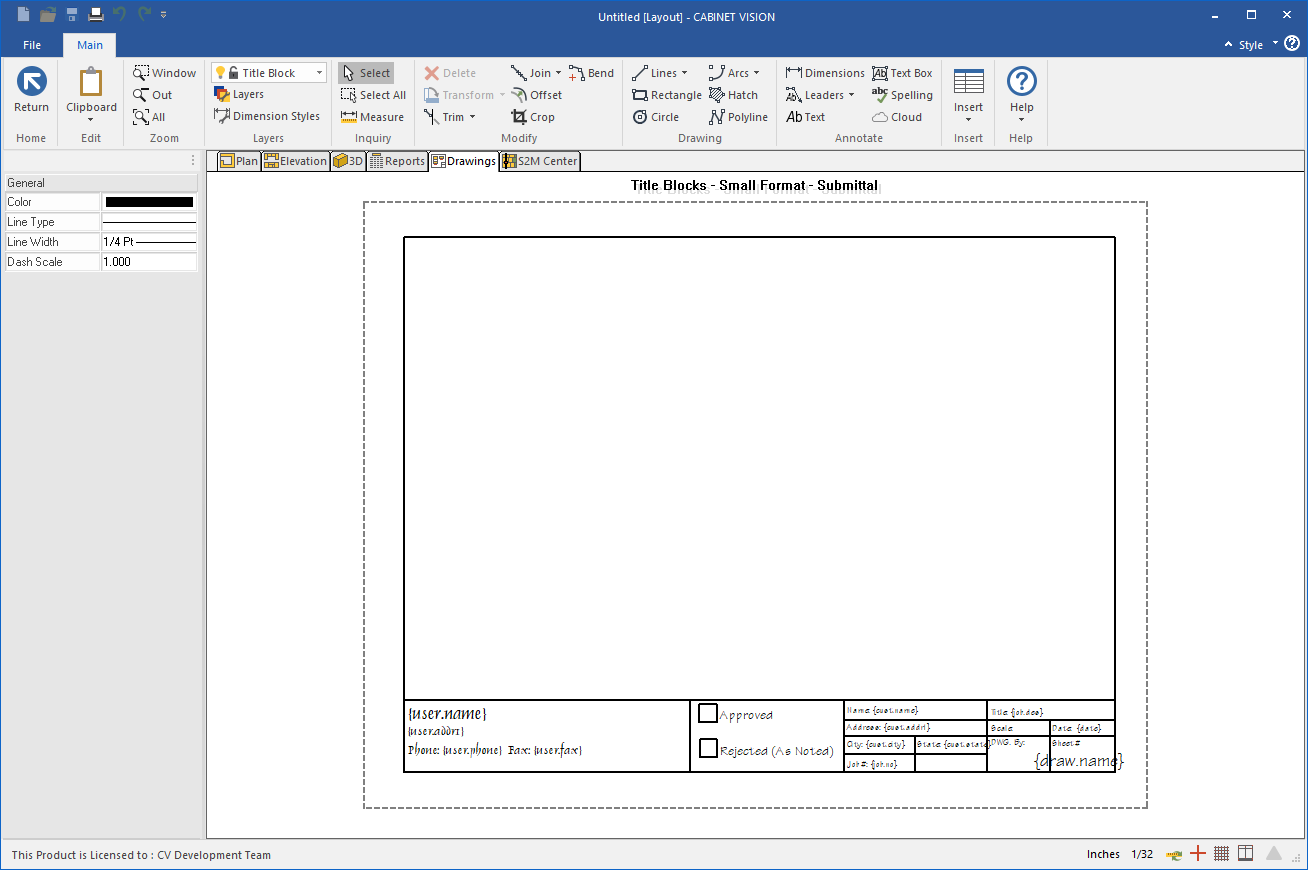 Untitled [Layout] - CABINET VISION
File Main Style
Window Title Block Select Delete Join Bend Lines Arcs Dimensions Text Box
Return Clipboard Out Layers Select All Transform Offset Rectangle Hatch Leaders Spelling Insert Help
All Dimension Styles Measure Trim Crop Circle Polyline Text Cloud
Home Edit Zoom Layers Inquiry Modify Drawing Annotate Insert Help
Plan Elevation 3D Reports Drawings S2M Center
General
Color
Line Type
Line Width 1/4 Pt
Dash Scale 1.000
Title Blocks - Small Format - Submittal
{user.name}
{user.addr1}
Phone: {user.phone} Fax: {user.fax}
Approved
Rejected (As Noted)
Name: {cust.name}
Address: {cust.addr1}
City: {cust.city} State: {cust.state}
Job #: {job.no}
Title: {job.des}
Scale: Date: {date}
DWG. By: Sheet #
{draw.name}
This Product is Licensed to : CV Development Team
Inches 1/32